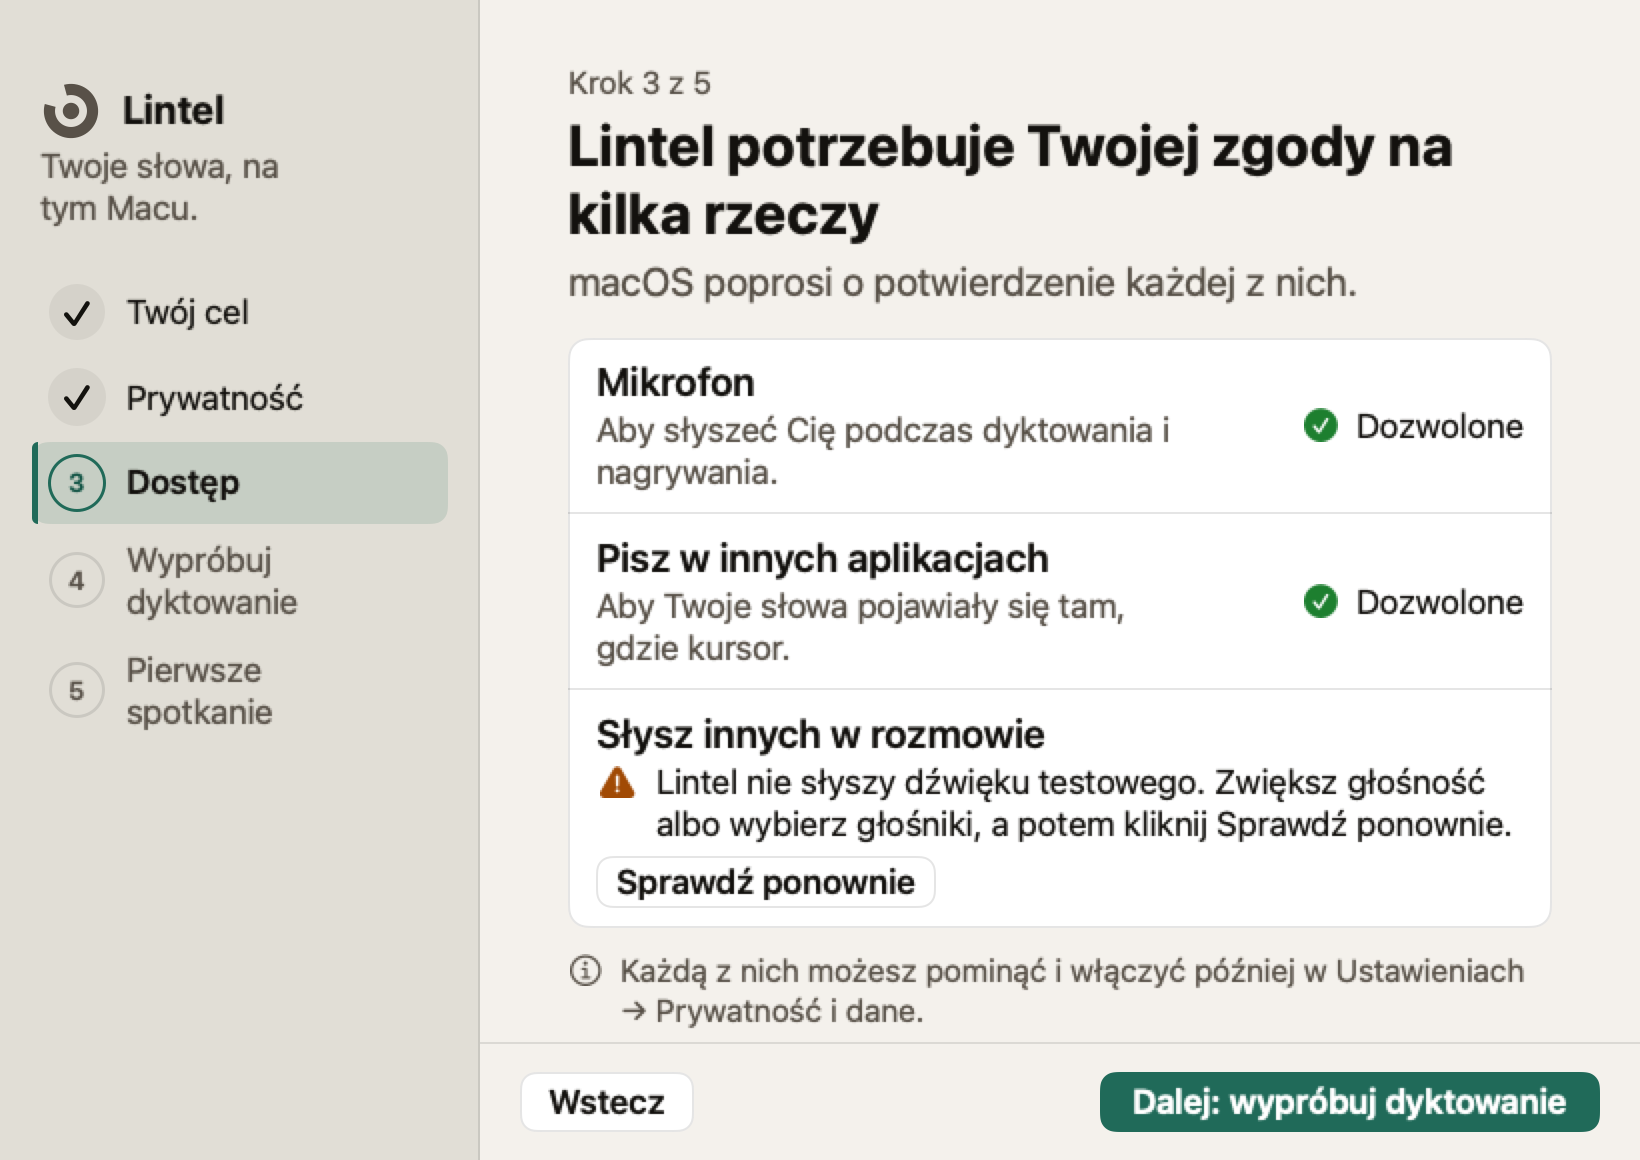 Lintel
Twoje słowa, na
tym Macu.
Twój cel
Prywatność
3 Dostęp
4 Wypróbuj
dyktowanie
5 Pierwsze
spotkanie
Krok 3 z 5
Lintel potrzebuje Twojej zgody na
kilka rzeczy
macOS poprosi o potwierdzenie każdej z nich.
Mikrofon
Aby słyszeć Cię podczas dyktowania i
nagrywania.
Dozwolone
Pisz w innych aplikacjach
Aby Twoje słowa pojawiały się tam,
gdzie kursor.
Dozwolone
Słysz innych w rozmowie
Lintel nie słyszy dźwięku testowego. Zwiększ głośność
albo wybierz głośniki, a potem kliknij Sprawdź ponownie.
Sprawdź ponownie
Każdą z nich możesz pominąć i włączyć później w Ustawieniach
→ Prywatność i dane.
Wstecz
Dalej: wypróbuj dyktowanie